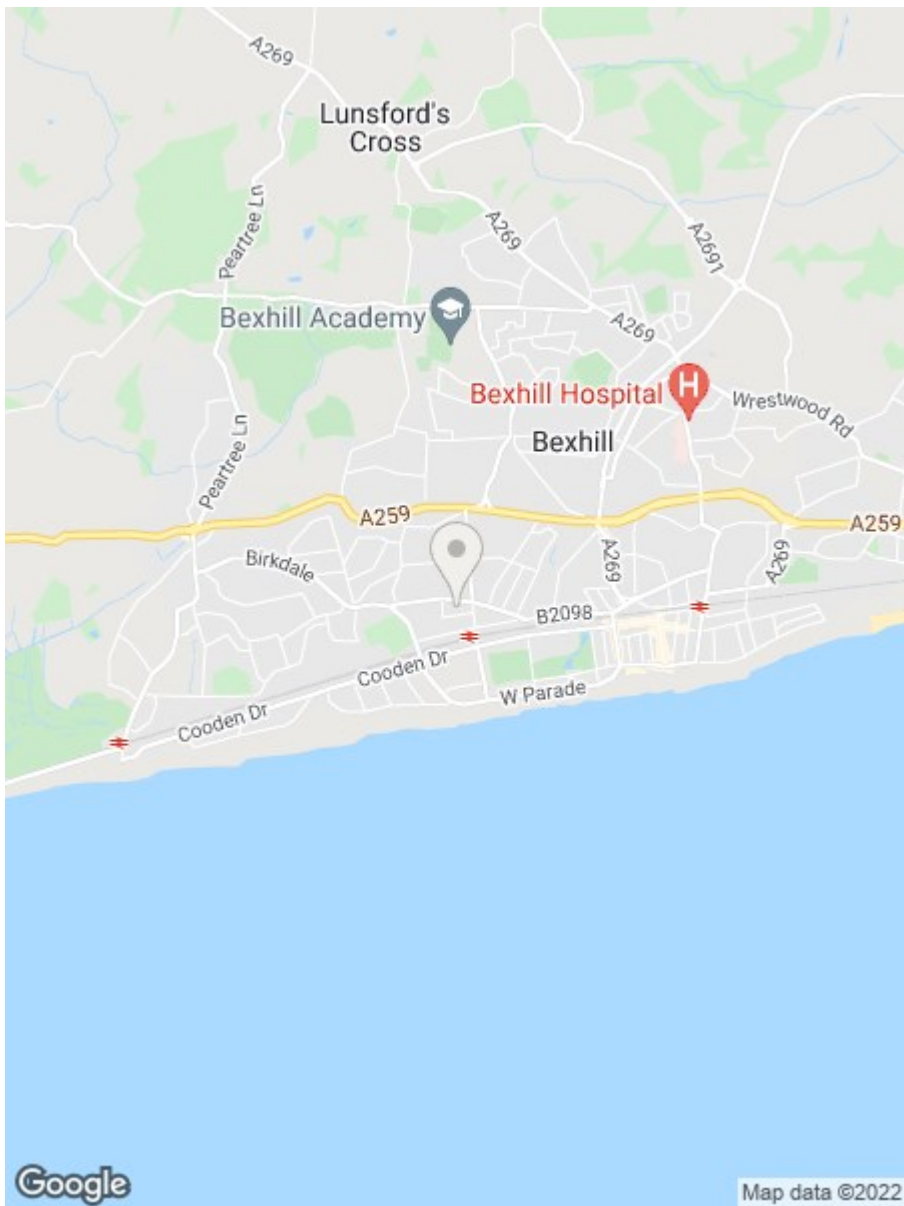 A269
Lunsford's
Cross
Peartree Ln
A269
A2691
Bexhill Academy
A269
Bexhill Hospital
H
Wrestwood Rd
Bexhill
Peartree Ln
A259
A259
Birkdale
A269
A269
B2098
Cooden Dr
W Parade
Cooden Dr
Google
Map data ©2022